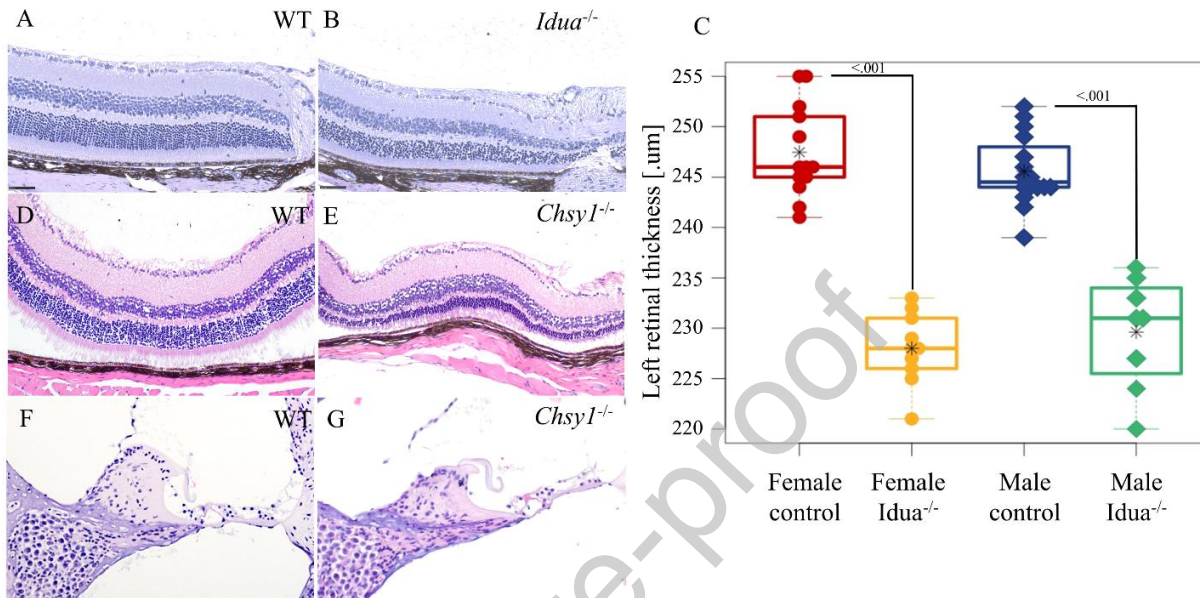 A WT
B Idua-/-
C
D WT
E Chsy1-/-
F WT
G Chsy1-/-
Left retinal thickness [.um]
255
250
245
240
235
230
225
220
<.001
<.001
Female
control
Female
Idua-/-
Male
control
Male
Idua-/-
re-proof